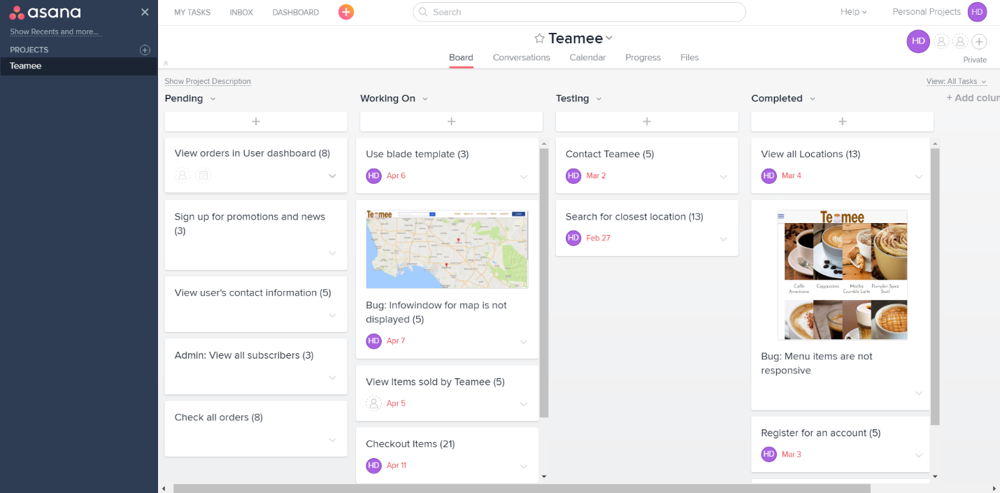 asana
MY TASKS
INBOX
DASHBOARD
Search
Help
Personal Projects
HD
Show Recents and more...
PROJECTS
Teamee
Teamee
HD
Private
Board
Conversations
Calendar
Progress
Files
Show Project Description
View: All Tasks
Pending
View orders in User dashboard (8)
Sign up for promotions and news
(3)
View user's contact information (5)
Admin: View all subscribers (3)
Check all orders (8)
Working On
Use blade template (3)
HD Apr 6
Teamee
Bug: Infowindow for map is not
displayed (5)
HD Apr 7
View Items sold by Teamee (5)
Apr 5
Checkout Items (21)
HD Apr 11
Testing
Contact Teamee (5)
HD Mar 2
Search for closest location (13)
HD Feb 27
Completed
View all Locations (13)
HD Mar 4
Teamee
Caffe
Americano
Cappuccino
Mocha
Crumble Latte
Pumpkin Spice
Swirl
Bug: Menu items are not
responsive
Register for an account (5)
HD Mar 3
+ Add colur